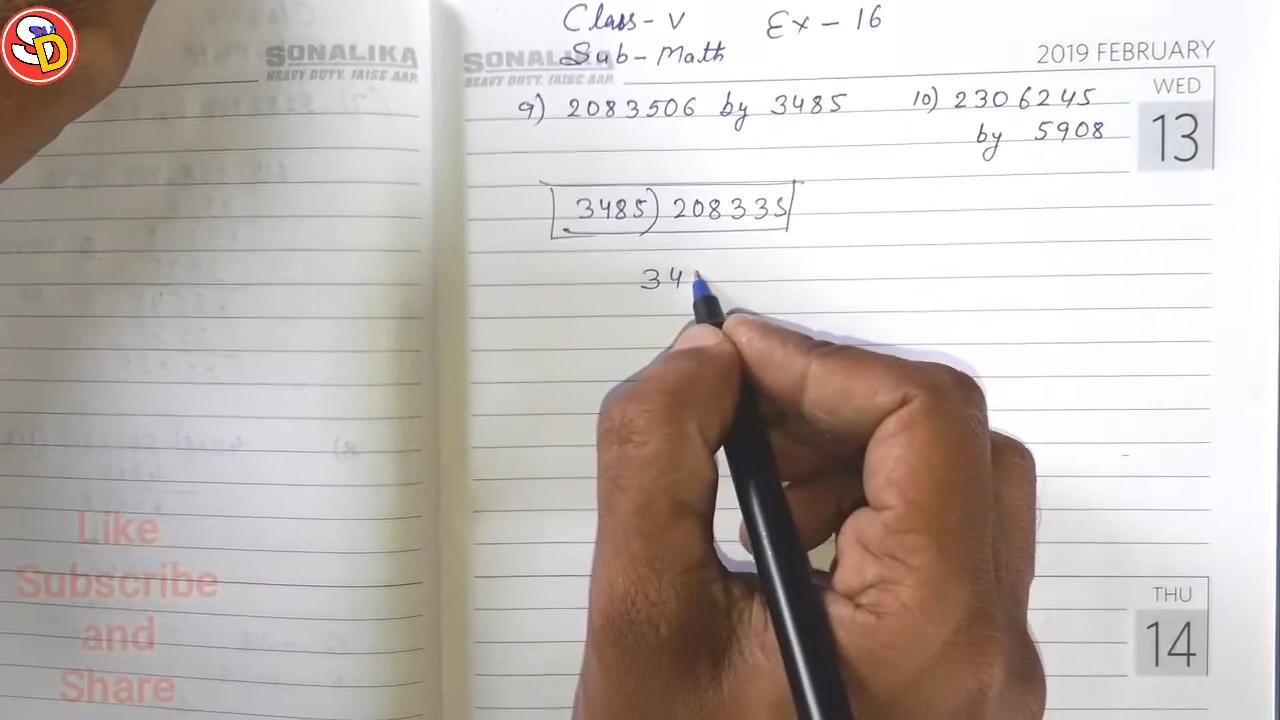 SD
Class - V Ex - 16
Sub - Math
SONALIKA
HEAVY DUTY. JAISE AAP.
SONALIKA
HEAVY DUTY. JAISE AAP.
2019 FEBRUARY
WED
13
9) 2083506 by 3485
10) 2306245
by 5908
3485) 208335
34
Like
Subscribe
and
Share
THU
14